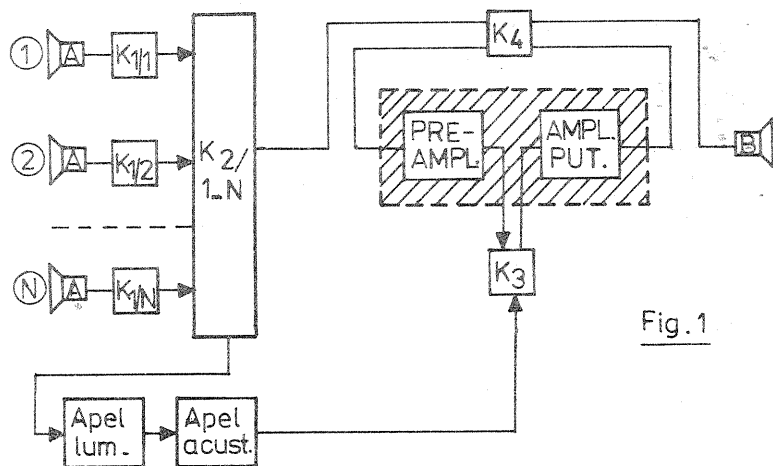 1
A
K1/1
2
A
K1/2
N
A
K1/N
K2/
1-N
K4
PRE-
AMPL.
AMPL.
PUT.
B
K3
Fig.1
Apel
lum.
Apel
acust.